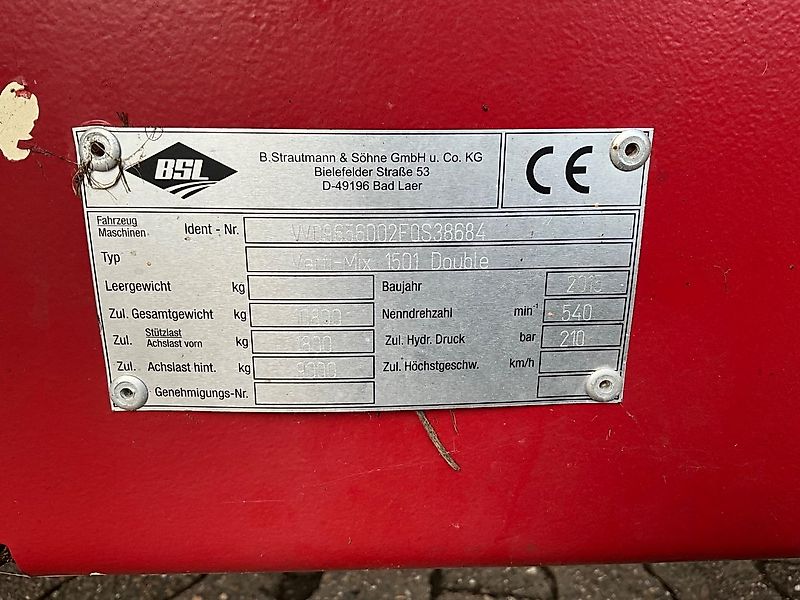 BSL
B.Strautmann & Söhne GmbH u. Co. KG
Bielefelder Straße 53
D-49196 Bad Laer
CE
Fahrzeug
Maschinen
Ident - Nr.
Typ Verti-Mix 1501 Double
Leergewicht kg
Baujahr 2015
Zul. Gesamtgewicht kg
Nenndrehzahl min-1 540
Zul. Stützlast
Achslast vorn kg 1800
Zul. Hydr. Druck bar 210
Zul. Achslast hint. kg
Zul. Höchstgeschw. km/h
Genehmigungs-Nr.